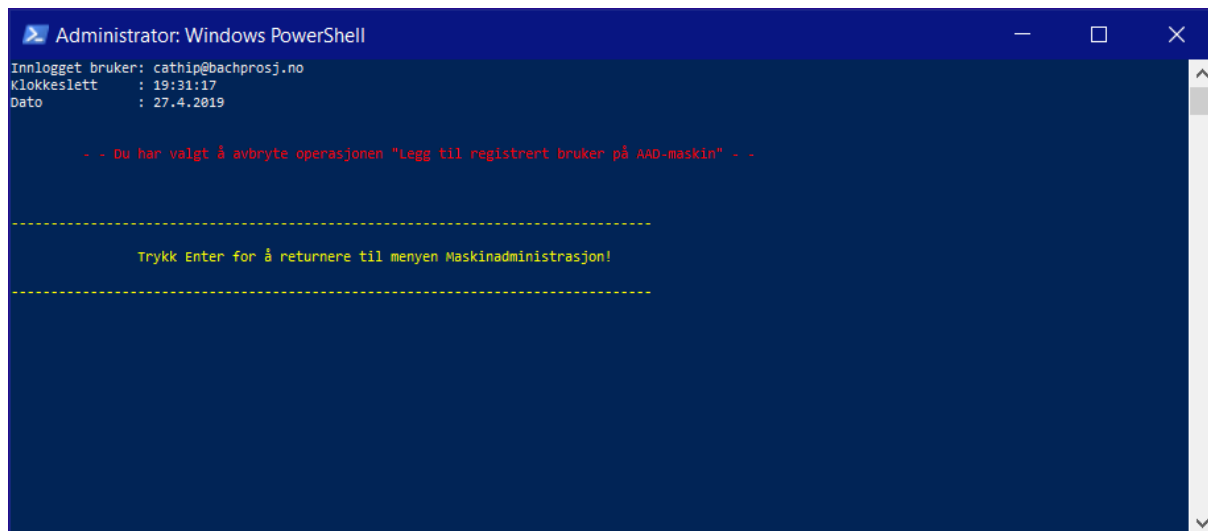 Administrator: Windows PowerShell
Innlogget bruker: cathip@bachprosj.no
Klokkeslett : 19:31:17
Dato : 27.4.2019
- - Du har valgt å avbryte operasjonen "Legg til registrert bruker på AAD-maskin" - -
--------------------------------------------------------------------------------
Trykk Enter for å returnere til menyen Maskinadministrasjon!
--------------------------------------------------------------------------------